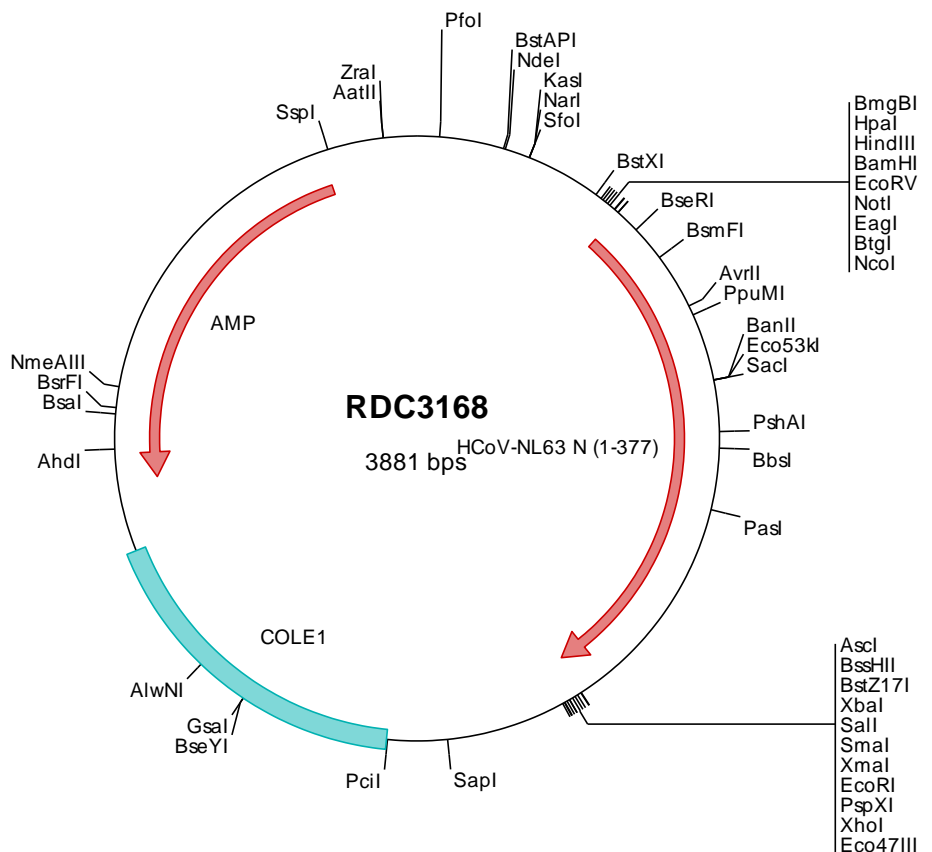 PfoI
BstAPI
NdeI
KasI
NarI
SfoI
ZraI
AatII
SspI
BstXI
BmgBI
HpaI
HindIII
BamHI
EcoRV
NotI
EagI
BtgI
NcoI
BseRI
BsmFI
AvrII
PpuMI
BanII
Eco53kI
SacI
AMP
NmeAIII
BsrFI
BsaI
AhdI
RDC3168
3881 bps
HCoV-NL63 N (1-377)
PshAI
BbsI
PasI
COLE1
AlwNI
GsaI
BseYI
PciI
SapI
AscI
BssHII
BstZ17I
XbaI
SalI
SmaI
XmaI
EcoRI
PspXI
XhoI
Eco47III